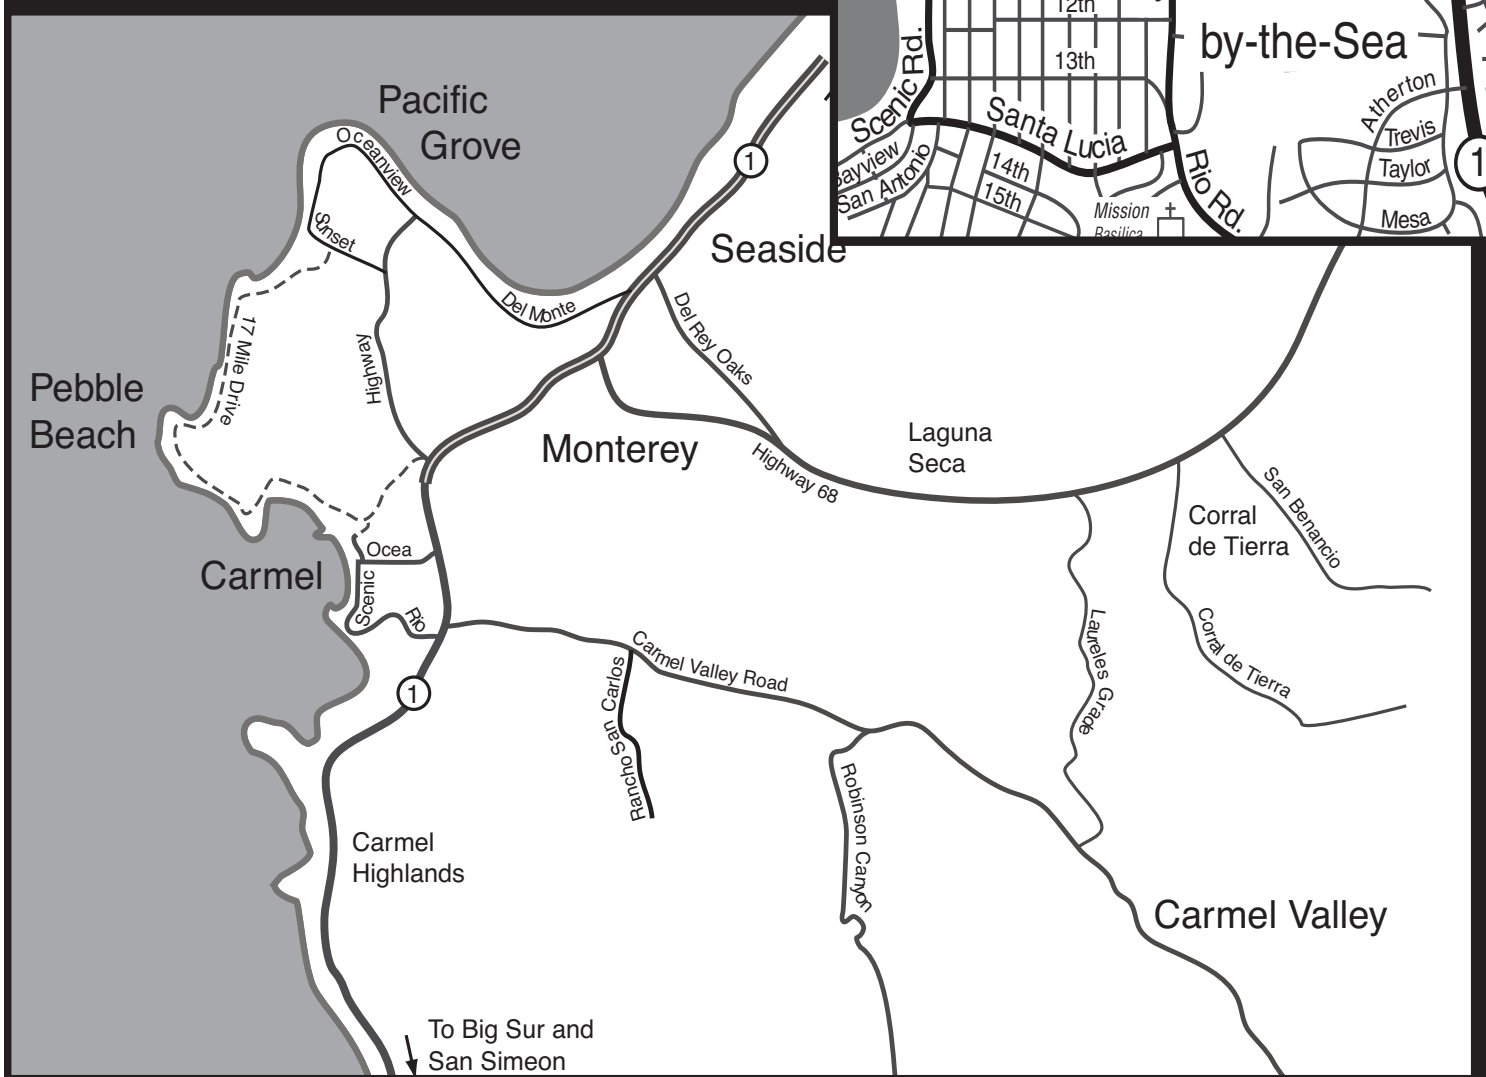 12th
by-the-Sea
13th
Scenic Rd.
Santa Lucia
Atherton
Trevis
Taylor
Mesa
1
14th
15th
San Antonio
Rio Rd.
Mission
Basilica
Pacific
Grove
Oceanview
1
Sunset
Seaside
Del Monte
Del Rey Oaks
17 Mile Drive
Highway
Pebble
Beach
Monterey
Highway 68
Laguna
Seca
San Benancio
Corral
de Tierra
Ocea
Carmel
Scenic
Rio
Carmel Valley Road
Rancho San Carlos
Laureles Grade
Corral de Tierra
1
Robinson Canyon
Carmel
Highlands
Carmel Valley
To Big Sur and
San Simeon